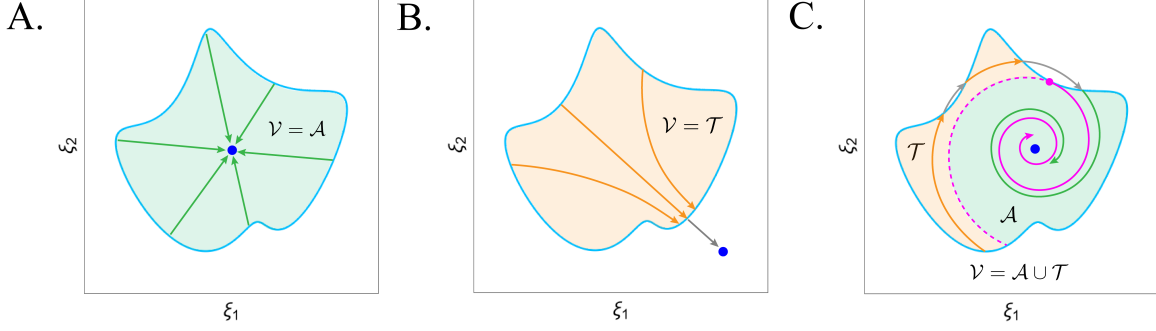 A.
𝒱 = 𝒜
ξ2
ξ1
B.
𝒱 = 𝒯
ξ2
ξ1
C.
𝒯
𝒜
𝒱 = 𝒜 ∪ 𝒯
ξ2
ξ1